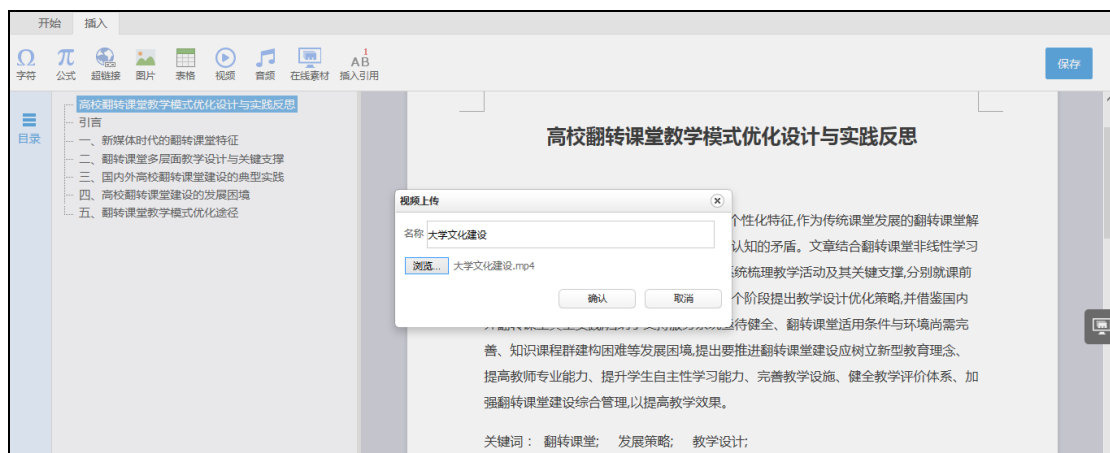 开始 插入
Ω π 1 AB
字符 公式 超链接 图片 表格 视频 音频 在线素材 插入引用
保存
目录
高校翻转课堂教学模式优化设计与实践反思
引言
一、新媒体时代的翻转课堂特征
二、翻转课堂多层面教学设计与关键支撑
三、国内外高校翻转课堂建设的典型实践
四、高校翻转课堂建设的发展困境
五、翻转课堂教学模式优化途径
高校翻转课堂教学模式优化设计与实践反思
视频上传
名称 大学文化建设
浏览... 大学文化建设.mp4
确认 取消
个性化特征,作为传统课堂发展的翻转课堂解
认知的矛盾。文章结合翻转课堂非线性学习
系统梳理教学活动及其关键支撑,分别就课前
个阶段提出教学设计优化策略,并借鉴国内
待健全、翻转课堂适用条件与环境尚需完
善、知识课程群建构困难等发展困境,提出要推进翻转课堂建设应树立新型教育理念、
提高教师专业能力、提升学生自主性学习能力、完善教学设施、健全教学评价体系、加
强翻转课堂建设综合管理,以提高教学效果。
关键词： 翻转课堂; 发展策略; 教学设计;